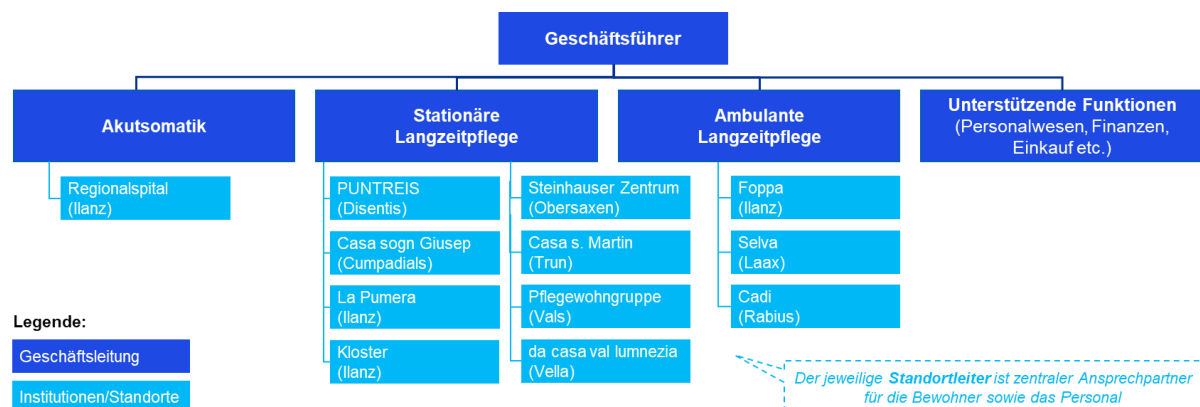 Geschäftsführer
Akutsomatik
Stationäre
Langzeitpflege
Ambulante
Langzeitpflege
Unterstützende Funktionen
(Personalwesen, Finanzen,
Einkauf etc.)
Regionalspital
(Ilanz)
PUNTREIS
(Disentis)
Casa sogn Giusep
(Cumpadials)
La Pumera
(Ilanz)
Kloster
(Ilanz)
Steinhauser Zentrum
(Obersaxen)
Casa s. Martin
(Trun)
Pflegewohngruppe
(Vals)
da casa val lumnezia
(Vella)
Foppa
(Ilanz)
Selva
(Laax)
Cadi
(Rabius)
Legende:
Geschäftsleitung
Institutionen/Standorte
Der jeweilige Standortleiter ist zentraler Ansprechpartner
für die Bewohner sowie das Personal